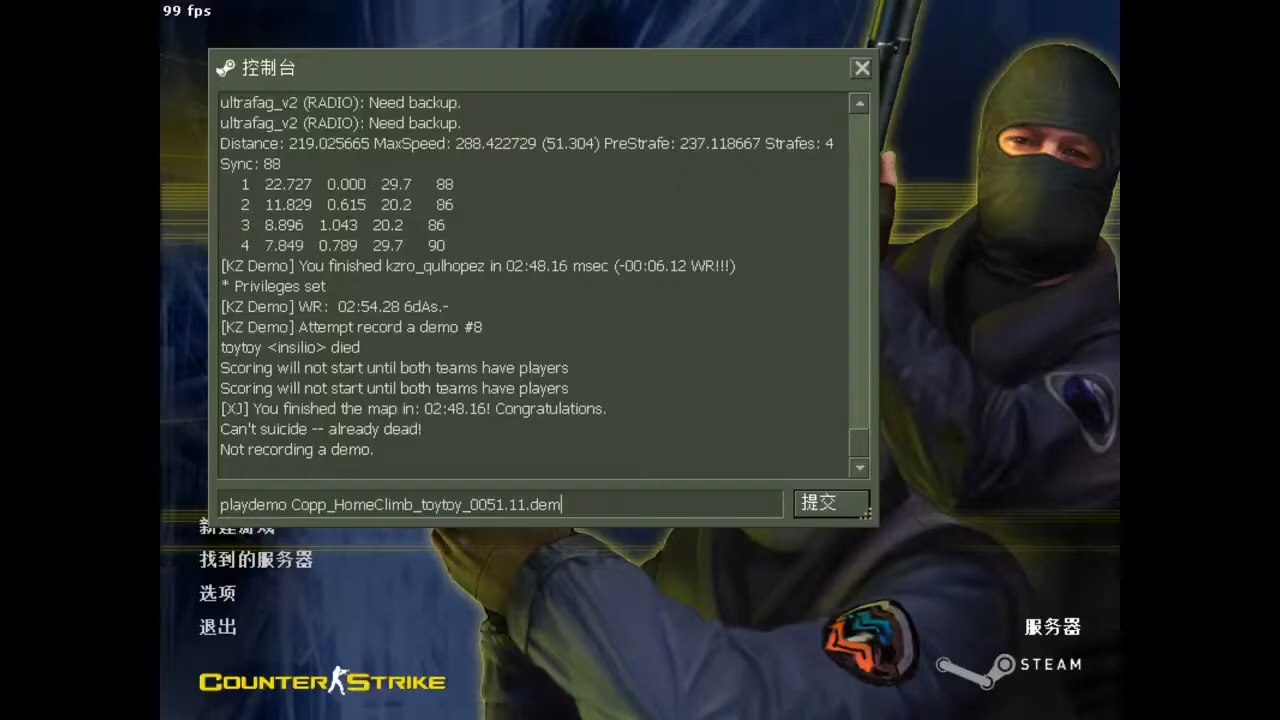 99 fps
控制台
ultrafag_v2 (RADIO): Need backup.
ultrafag_v2 (RADIO): Need backup.
Distance: 219.025665 MaxSpeed: 288.422729 (51.304) PreStrafe: 237.118667 Strafes: 4
Sync: 88
1 22.727 0.000 29.7 88
2 11.829 0.615 20.2 86
3 8.896 1.043 20.2 86
4 7.849 0.789 29.7 90
[KZ Demo] You finished kzro_qulhopez in 02:48.16 msec (-00:06.12 WR!!!)
* Privileges set
[KZ Demo] WR: 02:54.28 6dAs.-
[KZ Demo] Attempt record a demo #8
toytoy <insilio> died
Scoring will not start until both teams have players
Scoring will not start until both teams have players
[XJ] You finished the map in: 02:48.16! Congratulations.
Can't suicide -- already dead!
Not recording a demo.
playdemo Copp_HomeClimb_toytoy_0051.11.dem
提交
新建游戏
找到的服务器
选项
退出
服务器
COUNTER STRIKE
STEAM